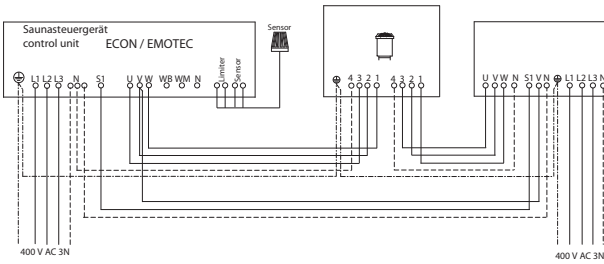 Saunasteuergerät
control unit ECON / EMOTEC
Sensor
L1 L2 L3 N S1 U V W WB WM N Limiter Sensor
4 3 2 1 4 3 2 1
U V W N S1 V N L1 L2 L3 N
400 V AC 3N
400 V AC 3N